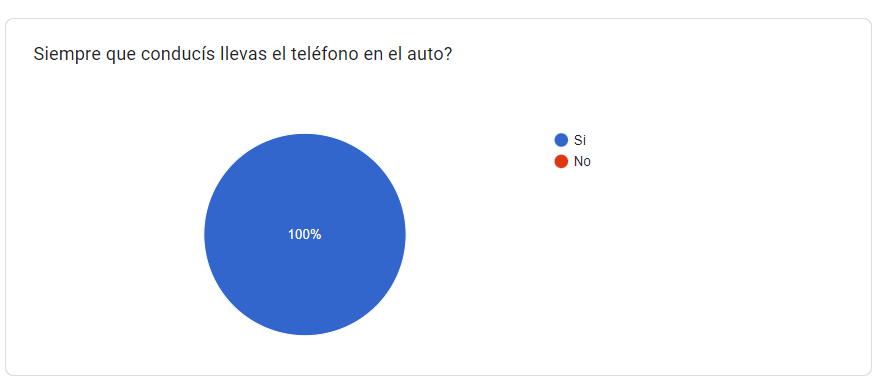 Siempre que conducís llevas el teléfono en el auto?
Si
No
100%